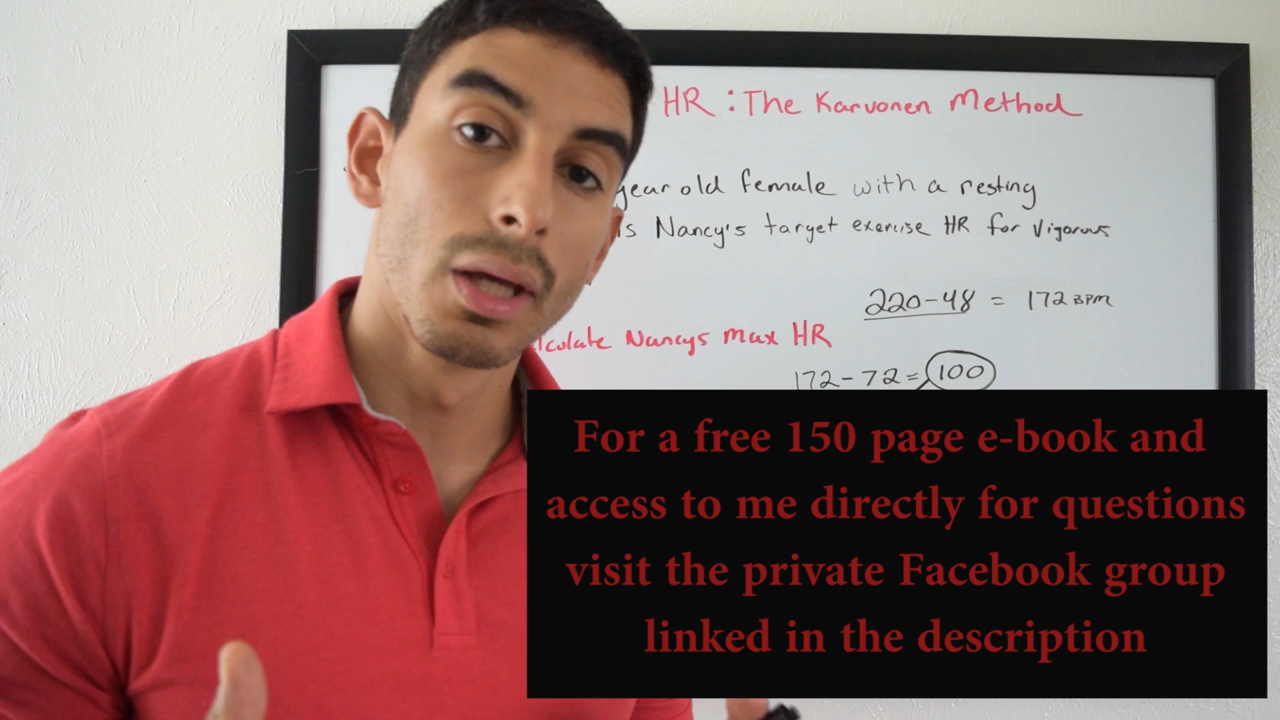 HR : The Karvonen Method
year old female with a resting
is Nancy's target exercise HR for Vigorous
220-48 = 172 BPM
lculate Nancys max HR
172-72= 100
For a free 150 page e-book and
access to me directly for questions
visit the private Facebook group
linked in the description